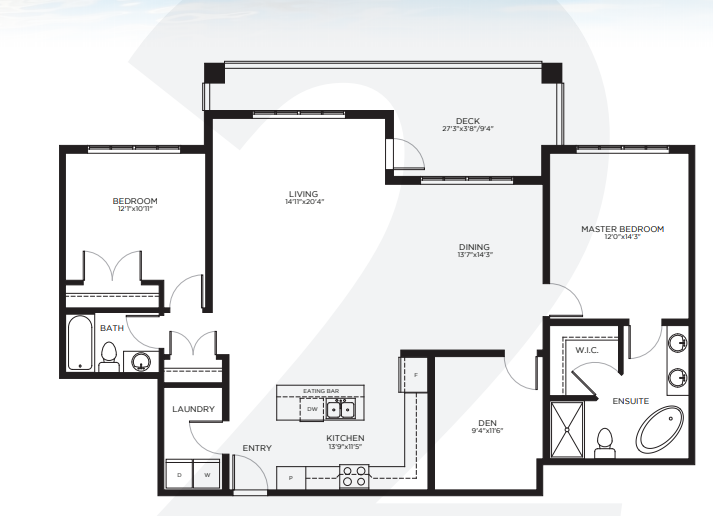 DECK
27'3"x3'8"/9'4"
BEDROOM
12'1"x10'11"
LIVING
14'11"x20'4"
MASTER BEDROOM
12'0"x14'3"
DINING
13'7"x14'3"
BATH
W.I.C.
F
EATING BAR
DW
ENSUITE
LAUNDRY
DEN
9'4"x11'6"
KITCHEN
13'9"x11'5"
ENTRY
D
W
P
2